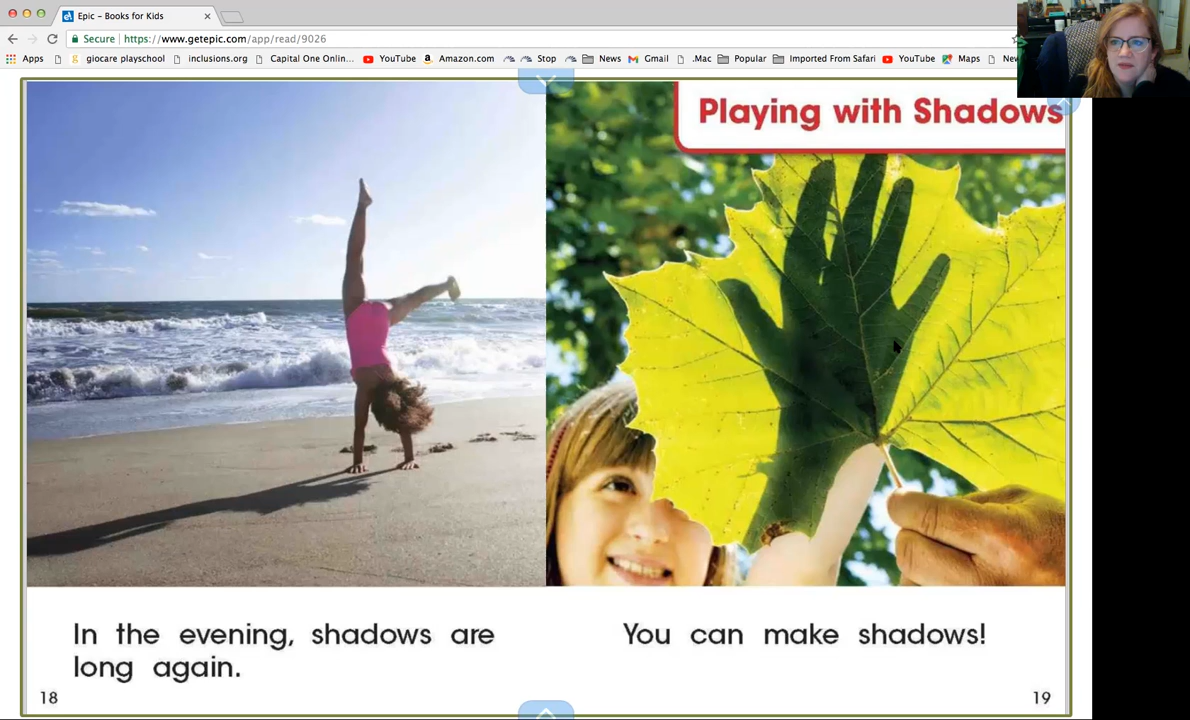 Epic - Books for Kids
Secure https://www.getepic.com/app/read/9026
Apps giocare playschool inclusions.org Capital One Onlin... YouTube Amazon.com Stop News Gmail .Mac Popular Imported From Safari YouTube Maps
Playing with Shadows
In the evening, shadows are
long again.
18
You can make shadows!
19